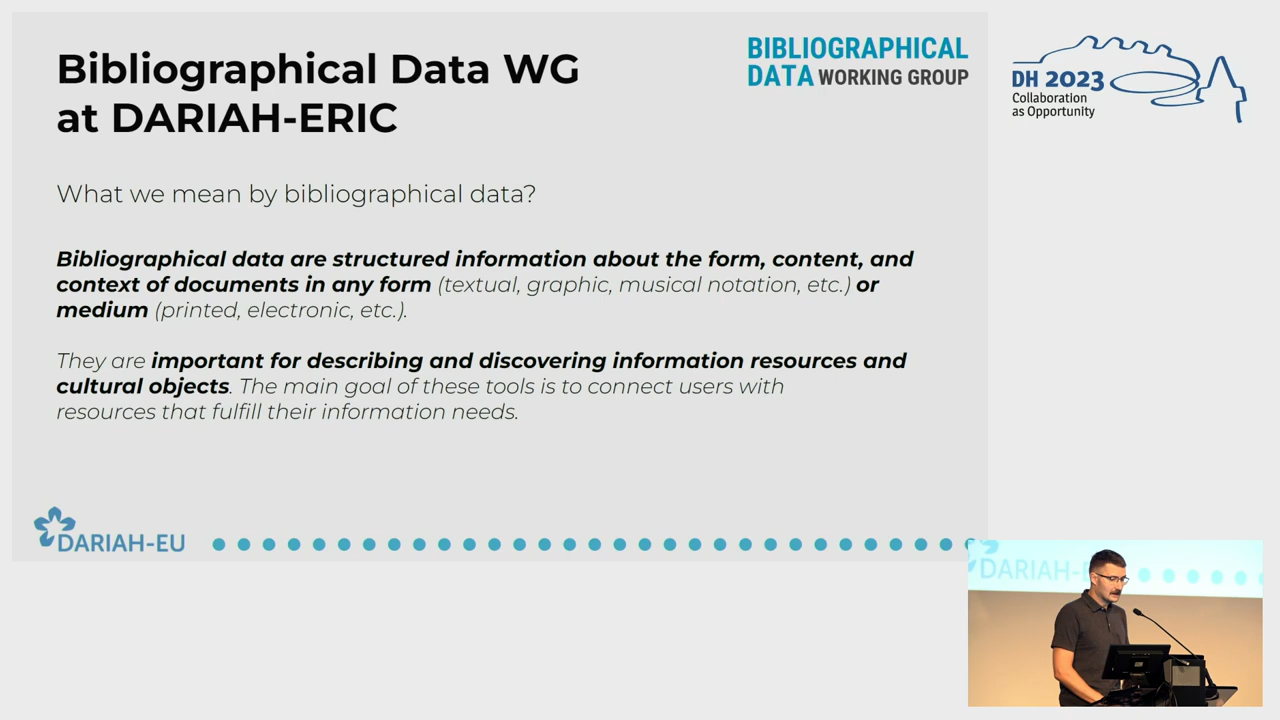 Bibliographical Data WG
at DARIAH-ERIC
BIBLIOGRAPHICAL
DATA WORKING GROUP
DH 2023
Collaboration
as Opportunity
What we mean by bibliographical data?
Bibliographical data are structured information about the form, content, and
context of documents in any form (textual, graphic, musical notation, etc.) or
medium (printed, electronic, etc.).
They are important for describing and discovering information resources and
cultural objects. The main goal of these tools is to connect users with
resources that fulfill their information needs.
DARIAH-EU
DARIAH-E